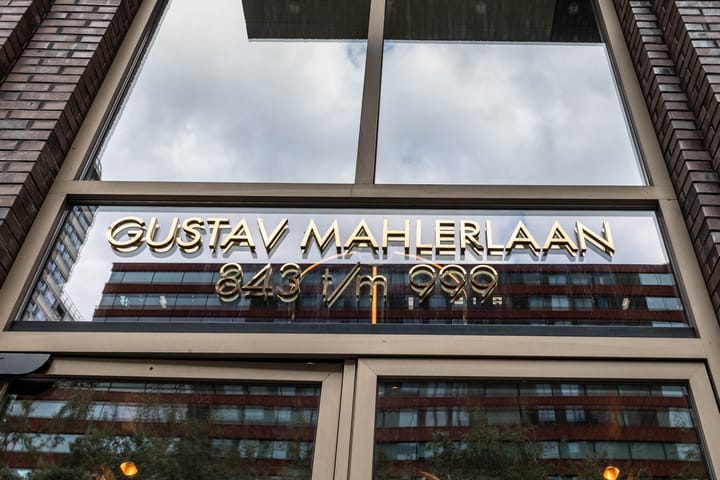 GUSTAV MAHLERLAAN
843 t/m 999